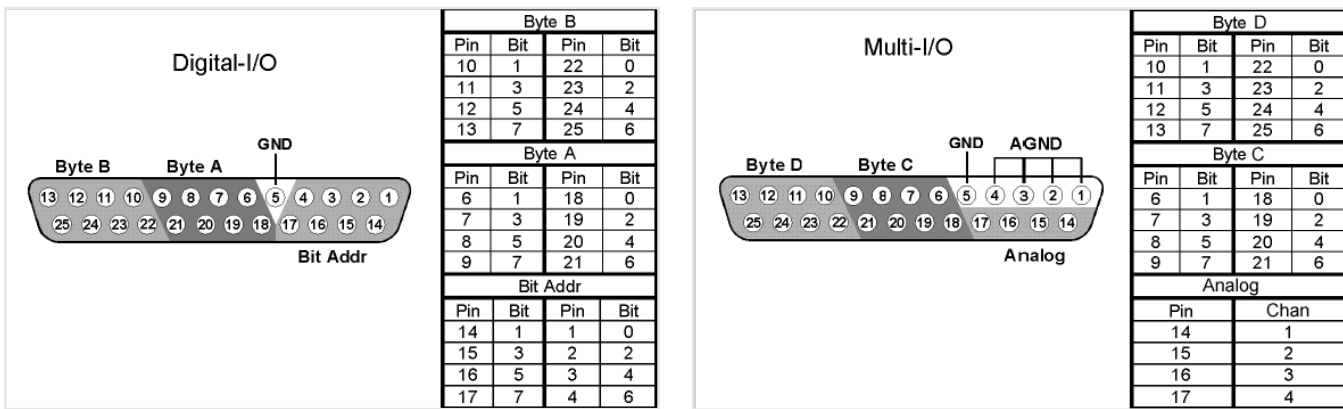 Digital-I/O
GND
Byte B Byte A
13 12 11 10 9 8 7 6 5 4 3 2 1
25 24 23 22 21 20 19 18 17 16 15 14
Bit Addr
Byte B
Pin Bit Pin Bit
10 1 22 0
11 3 23 2
12 5 24 4
13 7 25 6
Byte A
Pin Bit Pin Bit
6 1 18 0
7 3 19 2
8 5 20 4
9 7 21 6
Bit Addr
Pin Bit Pin Bit
14 1 1 0
15 3 2 2
16 5 3 4
17 7 4 6
Multi-I/O
GND AGND
Byte D Byte C
13 12 11 10 9 8 7 6 5 4 3 2 1
25 24 23 22 21 20 19 18 17 16 15 14
Analog
Byte D
Pin Bit Pin Bit
10 1 22 0
11 3 23 2
12 5 24 4
13 7 25 6
Byte C
Pin Bit Pin Bit
6 1 18 0
7 3 19 2
8 5 20 4
9 7 21 6
Analog
Pin Chan
14 1
15 2
16 3
17 4